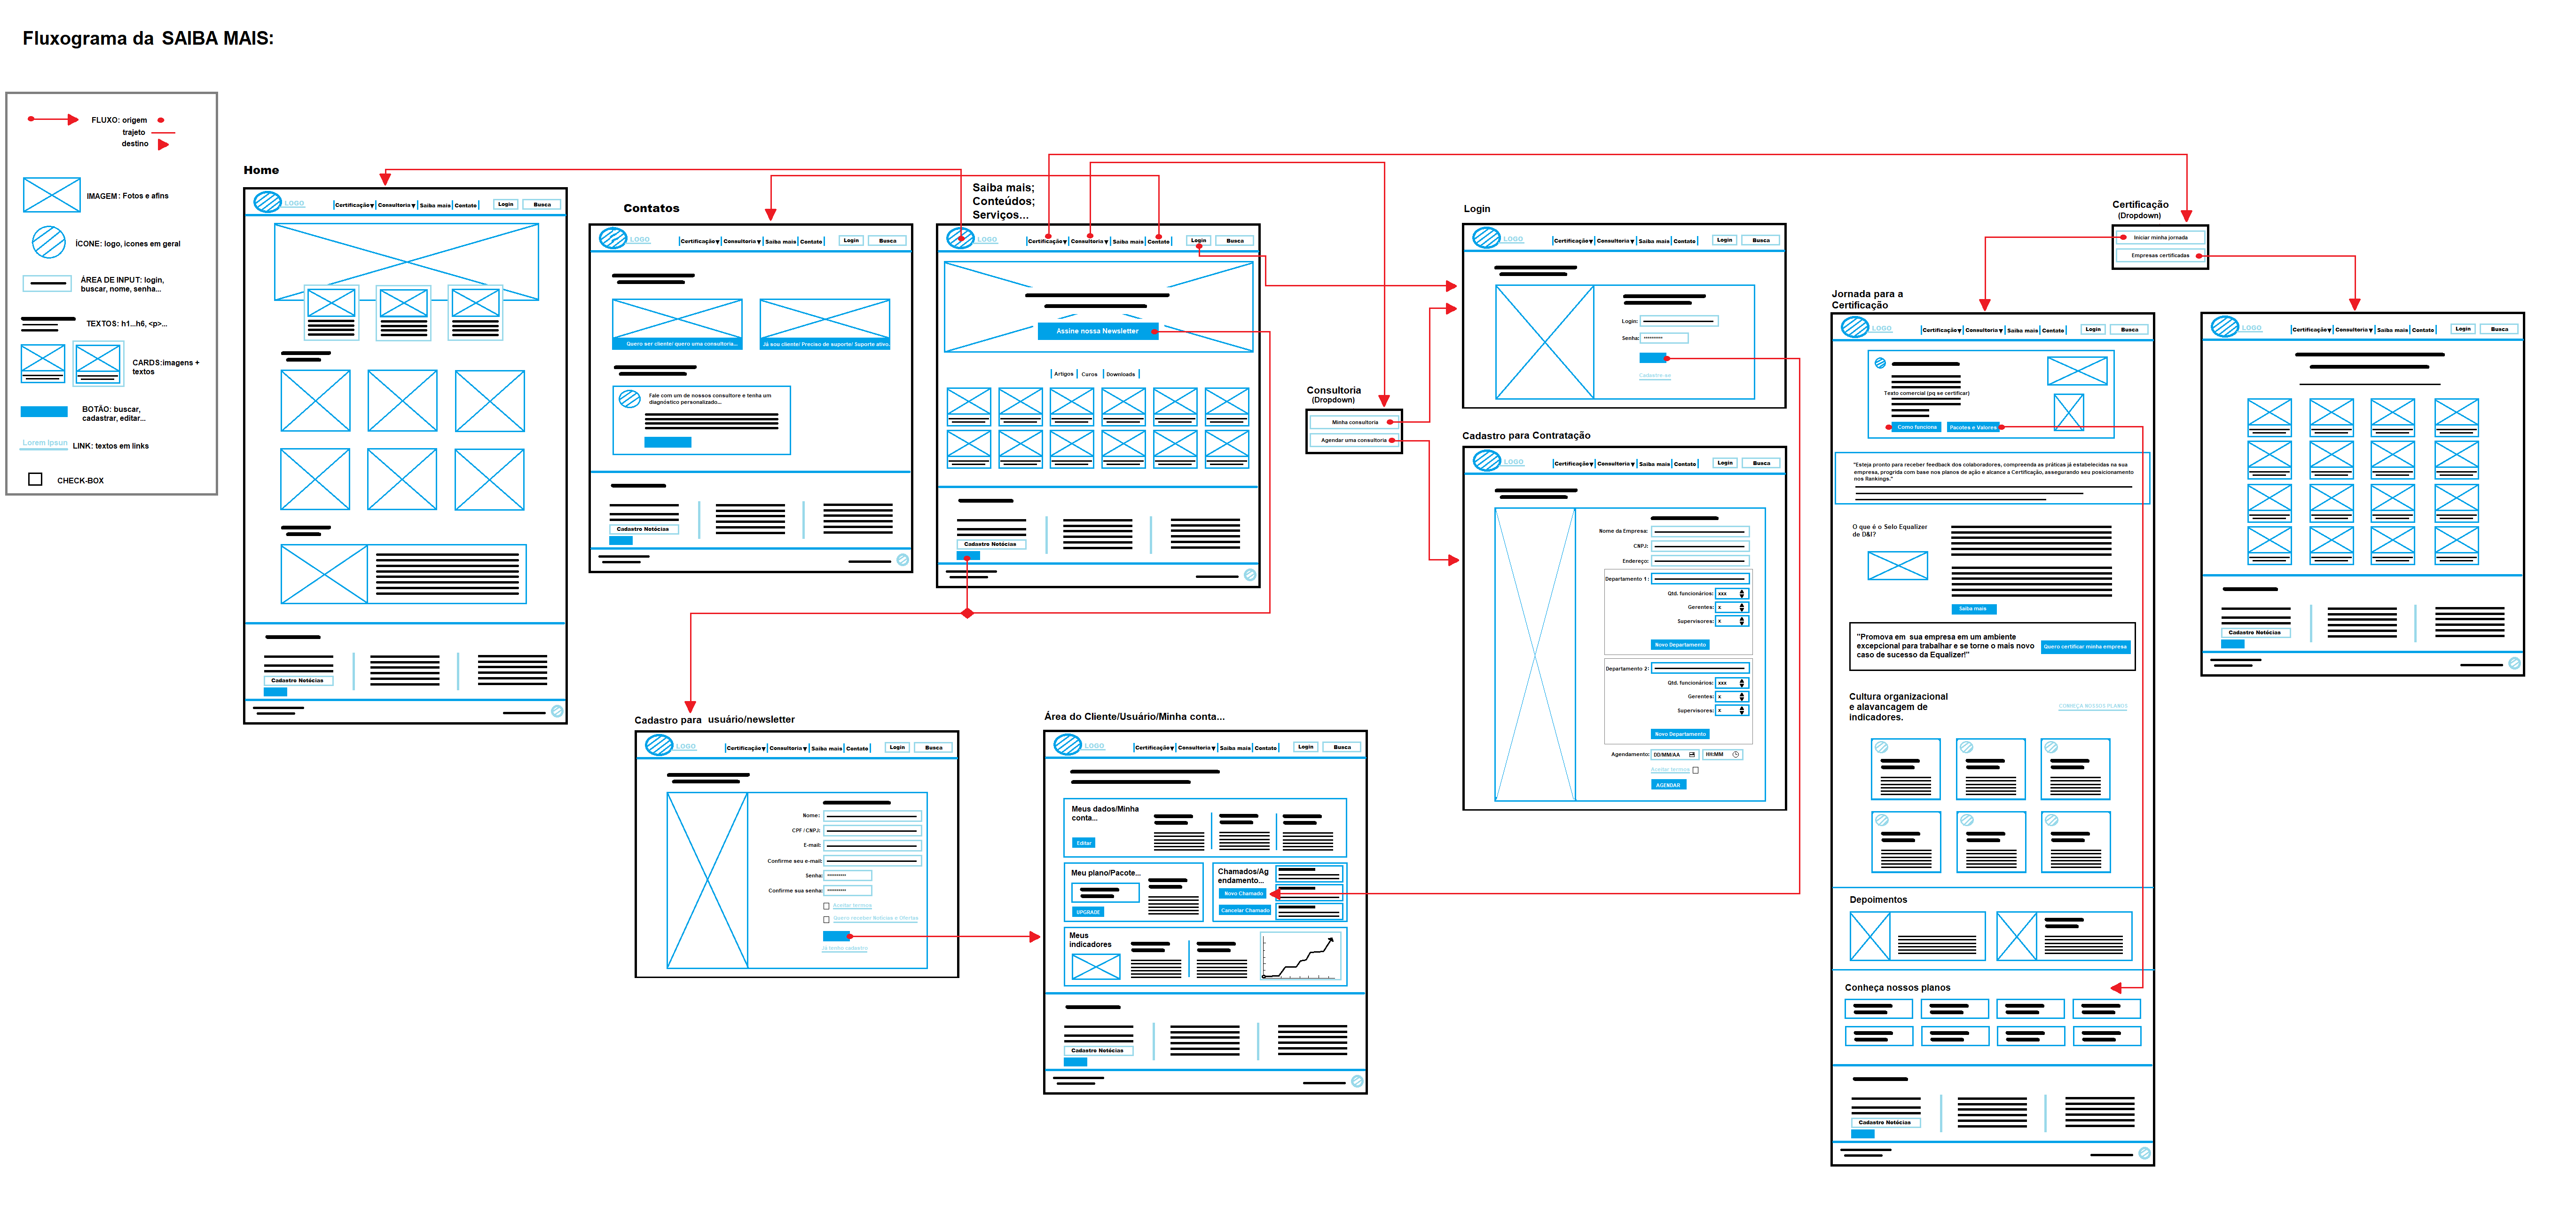 Fluxograma da SAIBA MAIS:
FLUXO: origem
trajeto
destino
IMAGEM: Fotos e afins
ÍCONE: logo, icones em geral
ÁREA DE INPUT: login,
buscar, nome, senha...
TEXTOS: h1...h6, <p>...
CARDS:imagens +
textos
BOTÃO: buscar,
cadastrar, editar...
Lorem Ipsun
LINK: textos em links
CHECK-BOX
Home
LOGO
Certificação▾ Consultoria▾ Saiba mais Contato
Login
Busca
Cadastro Notócias
Contatos
LOGO
Certificação▾ Consultoria▾ Saiba mais Contato
Login
Busca
Quero ser cliente! quero uma consultoria...
Já sou cliente! Preciso de suporte! Suporte ativo.
Fale com um de nossos consultore e tenha um
diagnóstico personalizado...
Cadastro Notócias
Saiba mais;
Conteúdos;
Serviços...
LOGO
Certificação▾ Consultoria▾ Saiba mais Contato
Login
Busca
Assine nossa Newsletter
Artigos Curos Downloads
Cadastro Notócias
Consultoria
(Dropdown)
Minha consultoria
Agendar uma consultoria
Login
LOGO
Certificação▾ Consultoria▾ Saiba mais Contato
Login
Busca
Login:
Senha: **********
Cadastre-se
Cadastro para Contratação
LOGO
Certificação▾ Consultoria▾ Saiba mais Contato
Login
Busca
Nome da Empresa:
CNPJ:
Endereço:
Departamento 1:
Qtd. funcionários: xxx
Gerentes: x
Supervisores: x
Novo Departamento
Departamento 2:
Qtd. funcionários: xxx
Gerentes: x
Supervisores: x
Novo Departamento
Agendamento: DD/MM/AA HH:MM
Aceitar termos
AGENDAR
Certificação
(Dropdown)
Iniciar minha jornada
Empresas certificadas
Jornada para a
Certificação
LOGO
Certificação▾ Consultoria▾ Saiba mais Contato
Login
Busca
Texto comercial (pq se certificar)
Como funciona
Pacotes e Valores
"Esteja pronto para receber feedback dos colaboradores, compreenda as práticas já estabelecidas na sua
empresa, progrida com base nos planos de ação e alcance a Certificação, assegurando seu posicionamento
nos Rankings."
O que é o Selo Equalizer
de D&I?
Saiba mais
"Promova em sua empresa em um ambiente
excepcional para trabalhar e se torne o mais novo
caso de sucesso da Equalizer!"
Quero certificar minha empresa
Cultura organizacional
e alavancagem de
indicadores.
CONHEÇA NOSSOS PLANOS
Depoimentos
Conheça nossos planos
Cadastro Notócias
LOGO
Certificação▾ Consultoria▾ Saiba mais Contato
Login
Busca
Cadastro Notócias
Cadastro para usuário/newsletter
LOGO
Certificação▾ Consultoria▾ Saiba mais Contato
Login
Busca
Nome:
CPF / CNPJ:
E-mail:
Confirme seu e-mail:
Senha: **********
Confirme sua senha: **********
Aceitar termos
Quero receber Notícias e Ofertas
Já tenho cadastro
Área do Cliente/Usuário/Minha conta...
LOGO
Certificação▾ Consultoria▾ Saiba mais Contato
Login
Busca
Meus dados/Minha
conta...
Editar
Meu plano/Pacote...
UPGRADE
Chamados/Ag
endamento...
Novo Chamado
Cancelar Chamado
Meus
indicadores
Cadastro Notócias